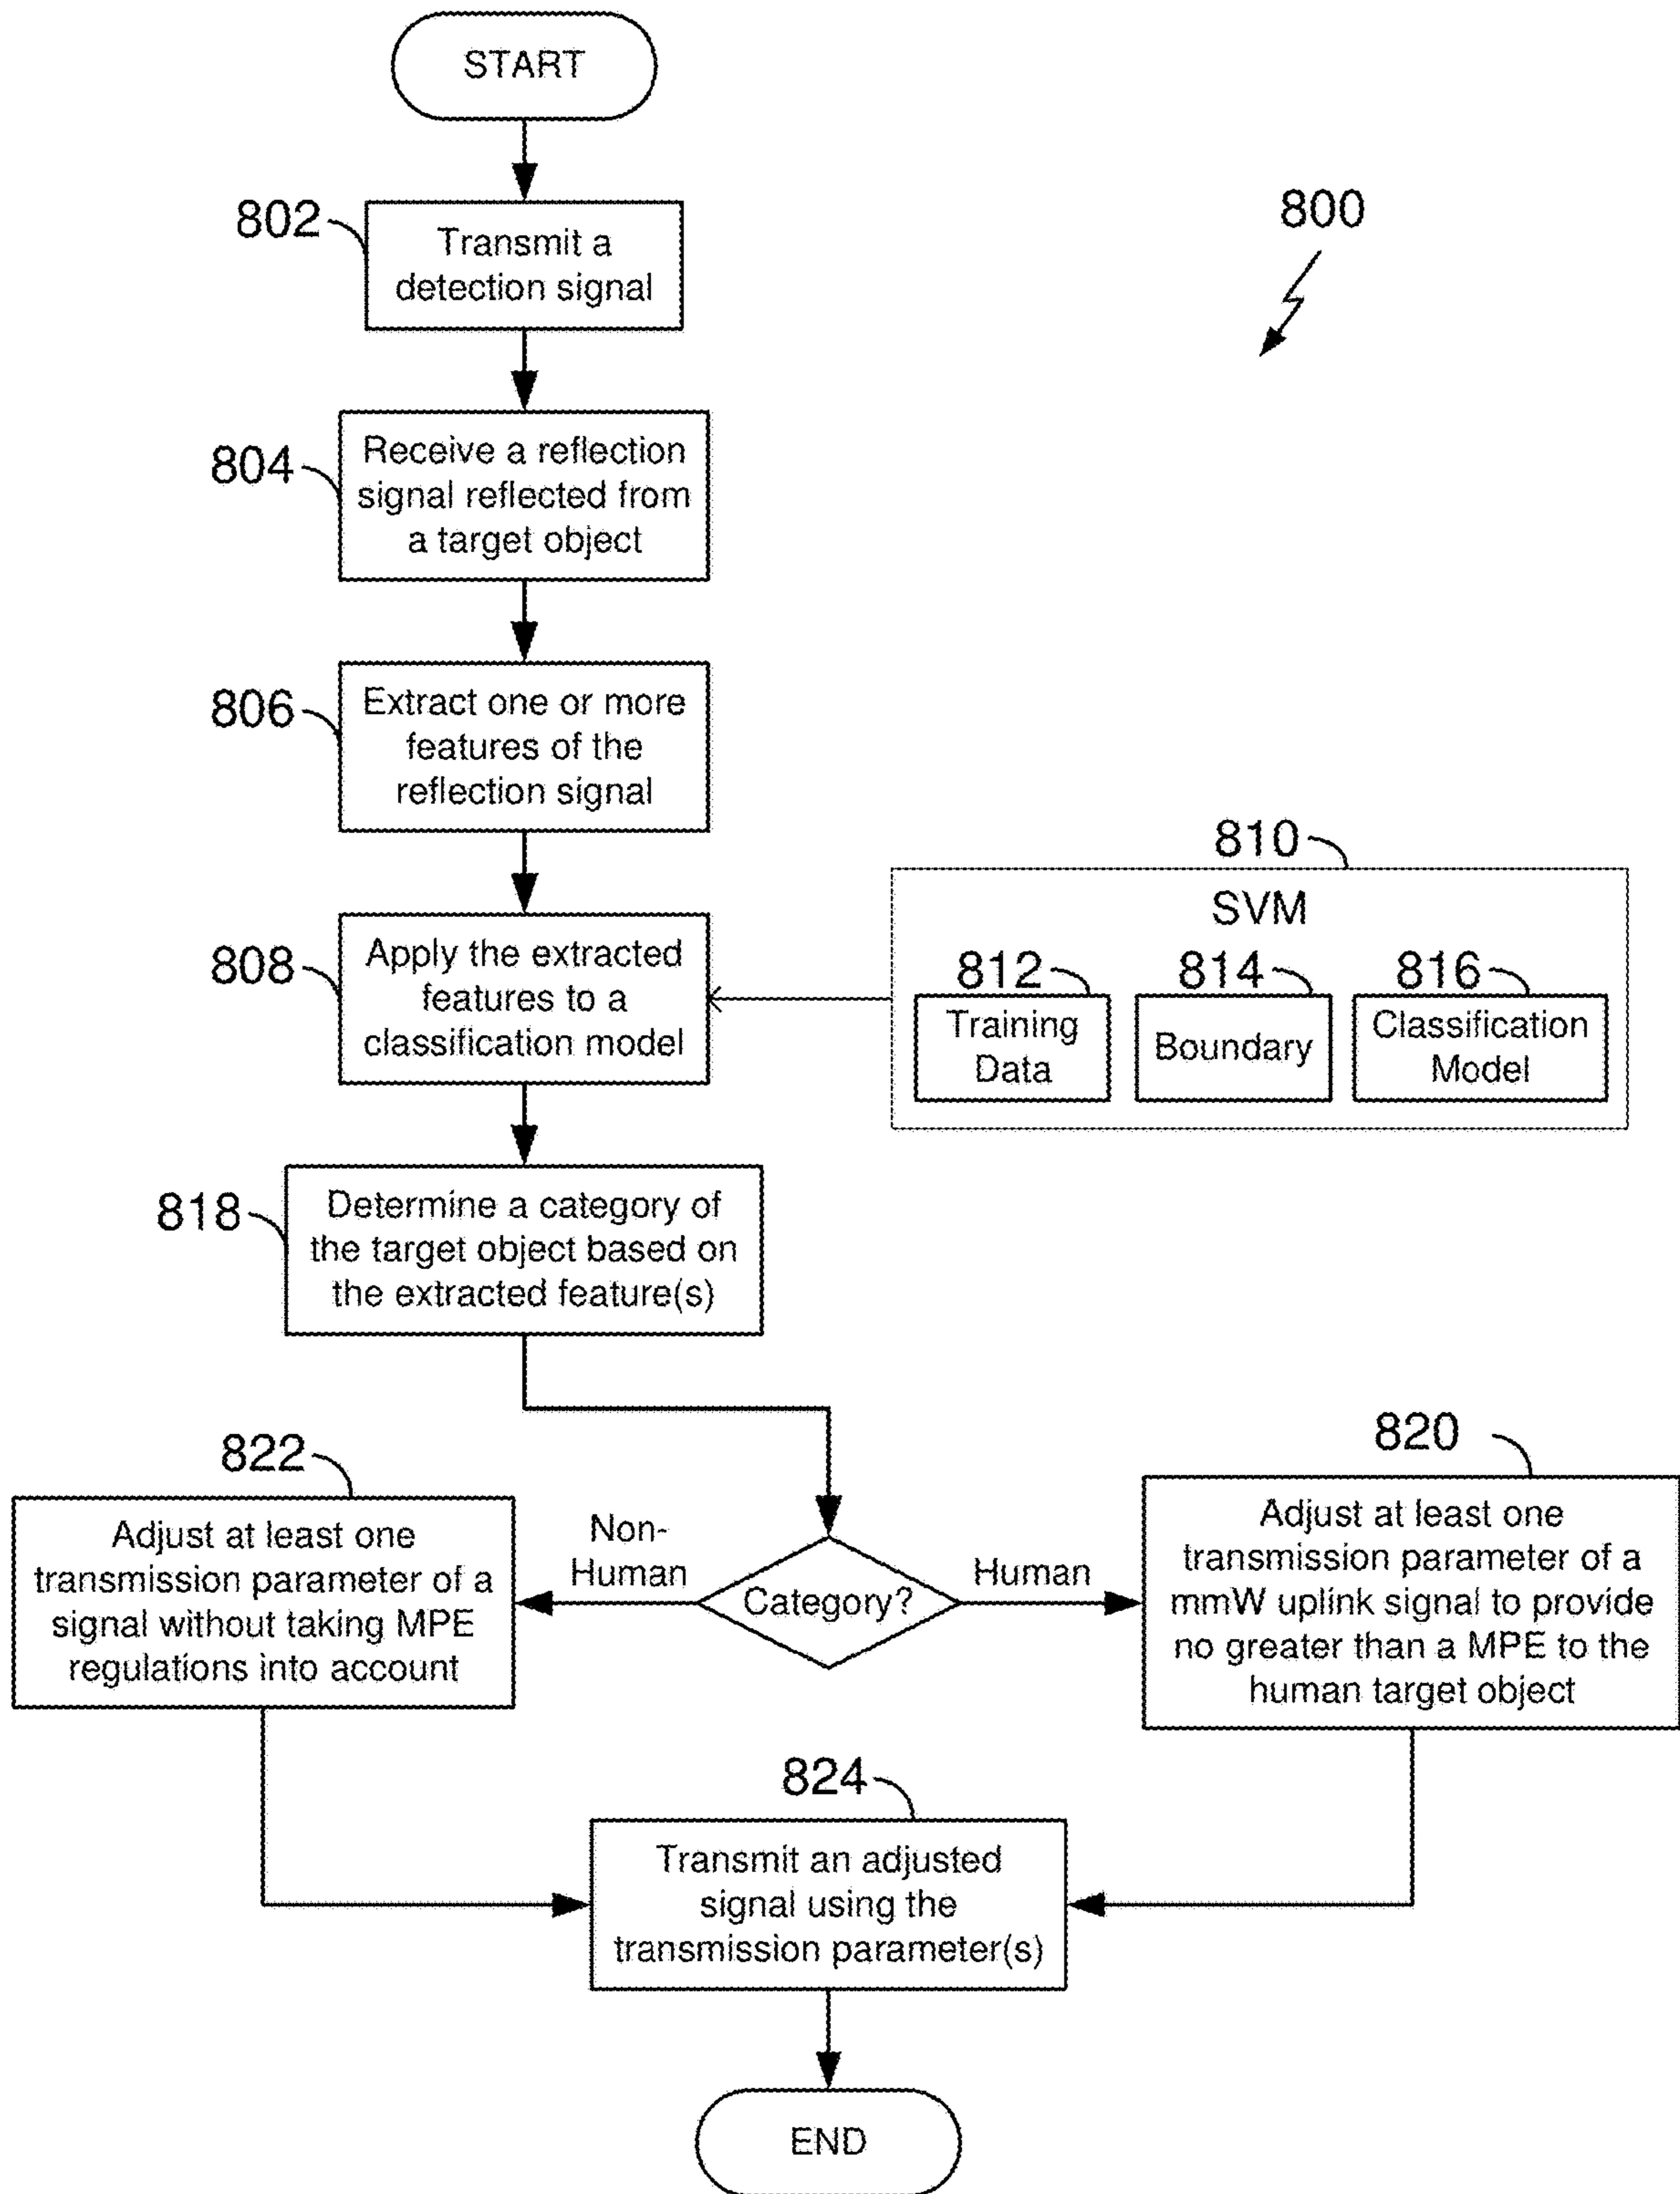 START
800
802
Transmit a
detection signal
804
Receive a reflection
signal reflected from
a target object
806
Extract one or more
features of the
reflection signal
808
Apply the extracted
features to a
classification model
810
SVM
812
Training
Data
814
Boundary
816
Classification
Model
818
Determine a category of
the target object based on
the extracted feature(s)
Category?
Non-
Human
Human
822
Adjust at least one
transmission parameter of a
signal without taking MPE
regulations into account
820
Adjust at least one
transmission parameter of a
mmW uplink signal to provide
no greater than a MPE to the
human target object
824
Transmit an adjusted
signal using the
transmission parameter(s)
END